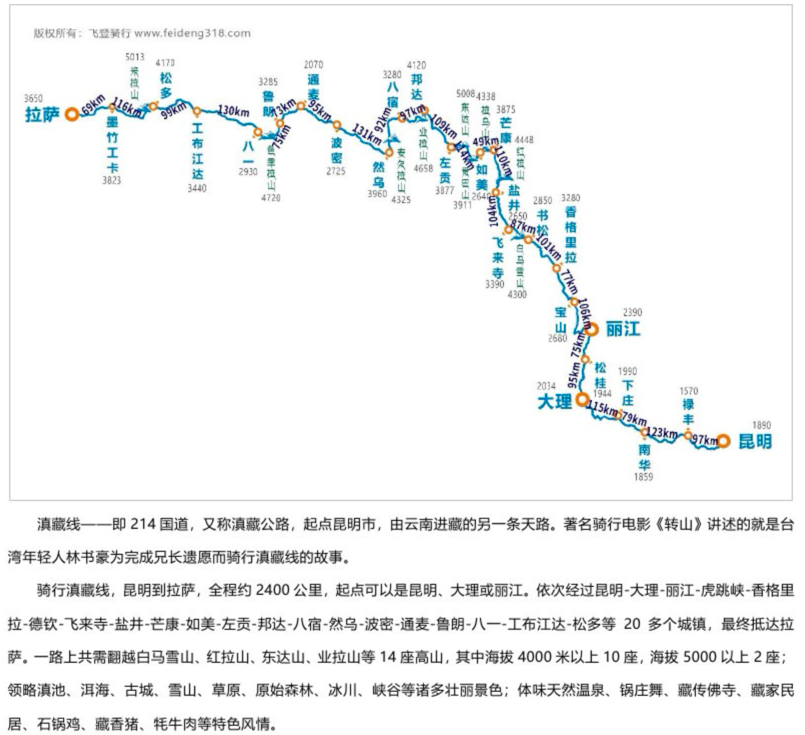 版权所有：飞登骑行 www.feideng318.com
5013
米拉山
4170
松多
3650
拉萨
69km
116km
99km
墨竹工卡
3823
工布江达
3440
130km
八一
2930
3285
鲁朗
75km
73km
4720
2070
通麦
95km
波密
2725
131km
然乌
3960
92km
3280
八宿
安久拉山
4325
97km
4120
邦达
业拉山
4658
109km
左贡
3877
5008
东达山
3911
4338
拉乌山
49km
如美
2640
3875
芒康
4448
红拉山
110km
盐井
2650
104km
飞来寺
3390
87km
白马雪山
4300
2850
书松
101km
3280
香格里拉
77km
宝山
2680
106km
2390
丽江
75km
松桂
1944
95km
2034
大理
115km
1990
下庄
79km
南华
1859
123km
1570
禄丰
97km
1890
昆明
滇藏线——即 214 国道，又称滇藏公路，起点昆明市，由云南进藏的另一条天路。著名骑行电影《转山》讲述的就是台
湾年轻人林书豪为完成兄长遗愿而骑行滇藏线的故事。
骑行滇藏线，昆明到拉萨，全程约 2400 公里，起点可以是昆明、大理或丽江。依次经过昆明-大理-丽江-虎跳峡-香格里
拉-德钦-飞来寺-盐井-芒康-如美-左贡-邦达-八宿-然乌-波密-通麦-鲁朗-八一-工布江达-松多等 20 多个城镇，最终抵达拉
萨。一路上共需翻越白马雪山、红拉山、东达山、业拉山等 14 座高山，其中海拔 4000 米以上 10 座，海拔 5000 以上 2 座；
领略滇池、洱海、古城、雪山、草原、原始森林、冰川、峡谷等诸多壮丽景色；体味天然温泉、锅庄舞、藏传佛寺、藏家民
居、石锅鸡、藏香猪、牦牛肉等特色风情。